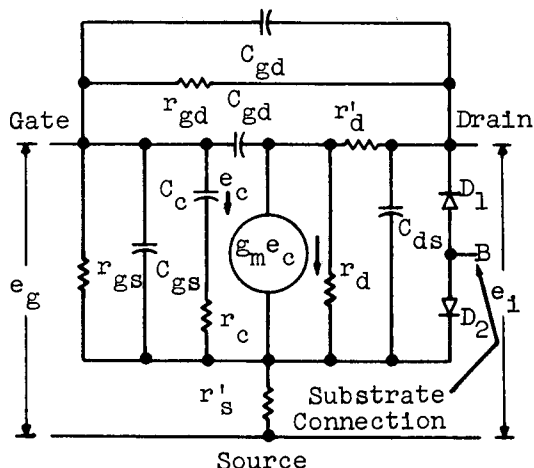 C_gd
r_gd
C_gd
r'_d
Gate
Drain
C_c
e_c
D_1
g_m e_c
C_ds
B
r_gs
C_gs
r_d
e_g
e_i
r_c
D_2
r'_s
Substrate
Connection
Source